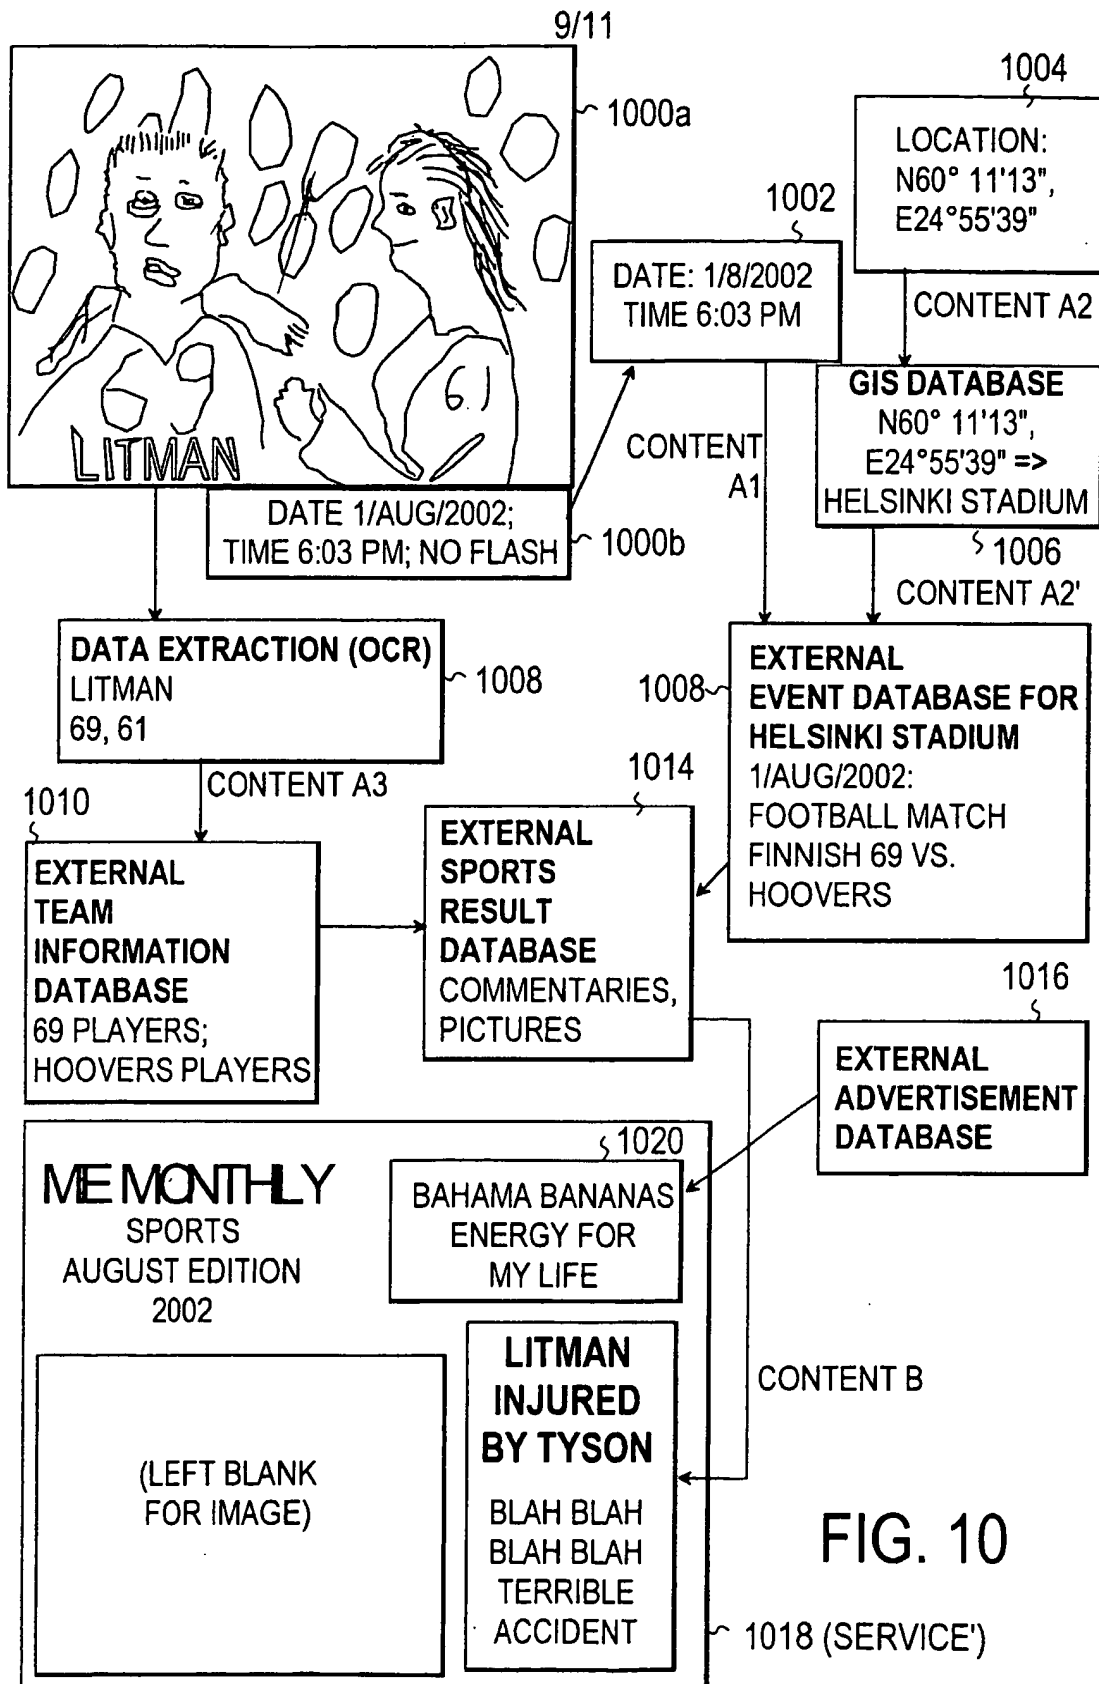 9/11
1000a
LITMAN
61
DATE 1/AUG/2002;
TIME 6:03 PM; NO FLASH
1000b
1002
DATE: 1/8/2002
TIME 6:03 PM
1004
LOCATION:
N60° 11'13",
E24°55'39"
CONTENT A2
GIS DATABASE
N60° 11'13",
E24°55'39" =>
HELSINKI STADIUM
1006
CONTENT
A1
CONTENT A2'
DATA EXTRACTION (OCR)
LITMAN
69, 61
1008
CONTENT A3
1008
EXTERNAL
EVENT DATABASE FOR
HELSINKI STADIUM
1/AUG/2002:
FOOTBALL MATCH
FINNISH 69 VS.
HOOVERS
1010
EXTERNAL
TEAM
INFORMATION
DATABASE
69 PLAYERS;
HOOVERS PLAYERS
1014
EXTERNAL
SPORTS
RESULT
DATABASE
COMMENTARIES,
PICTURES
1016
EXTERNAL
ADVERTISEMENT
DATABASE
ME MONTHLY
SPORTS
AUGUST EDITION
2002
1020
BAHAMA BANANAS
ENERGY FOR
MY LIFE
(LEFT BLANK
FOR IMAGE)
LITMAN
INJURED
BY TYSON
BLAH BLAH
BLAH BLAH
TERRIBLE
ACCIDENT
CONTENT B
1018 (SERVICE')
FIG. 10